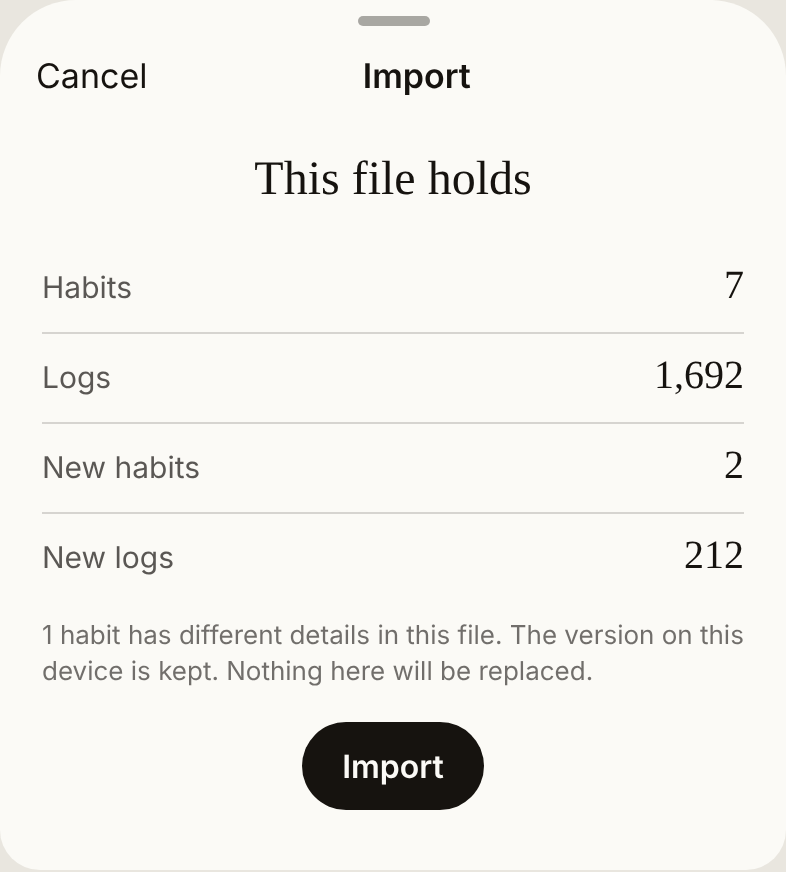 Cancel
Import
This file holds
Habits 7
Logs 1,692
New habits 2
New logs 212
1 habit has different details in this file. The version on this
device is kept. Nothing here will be replaced.
Import